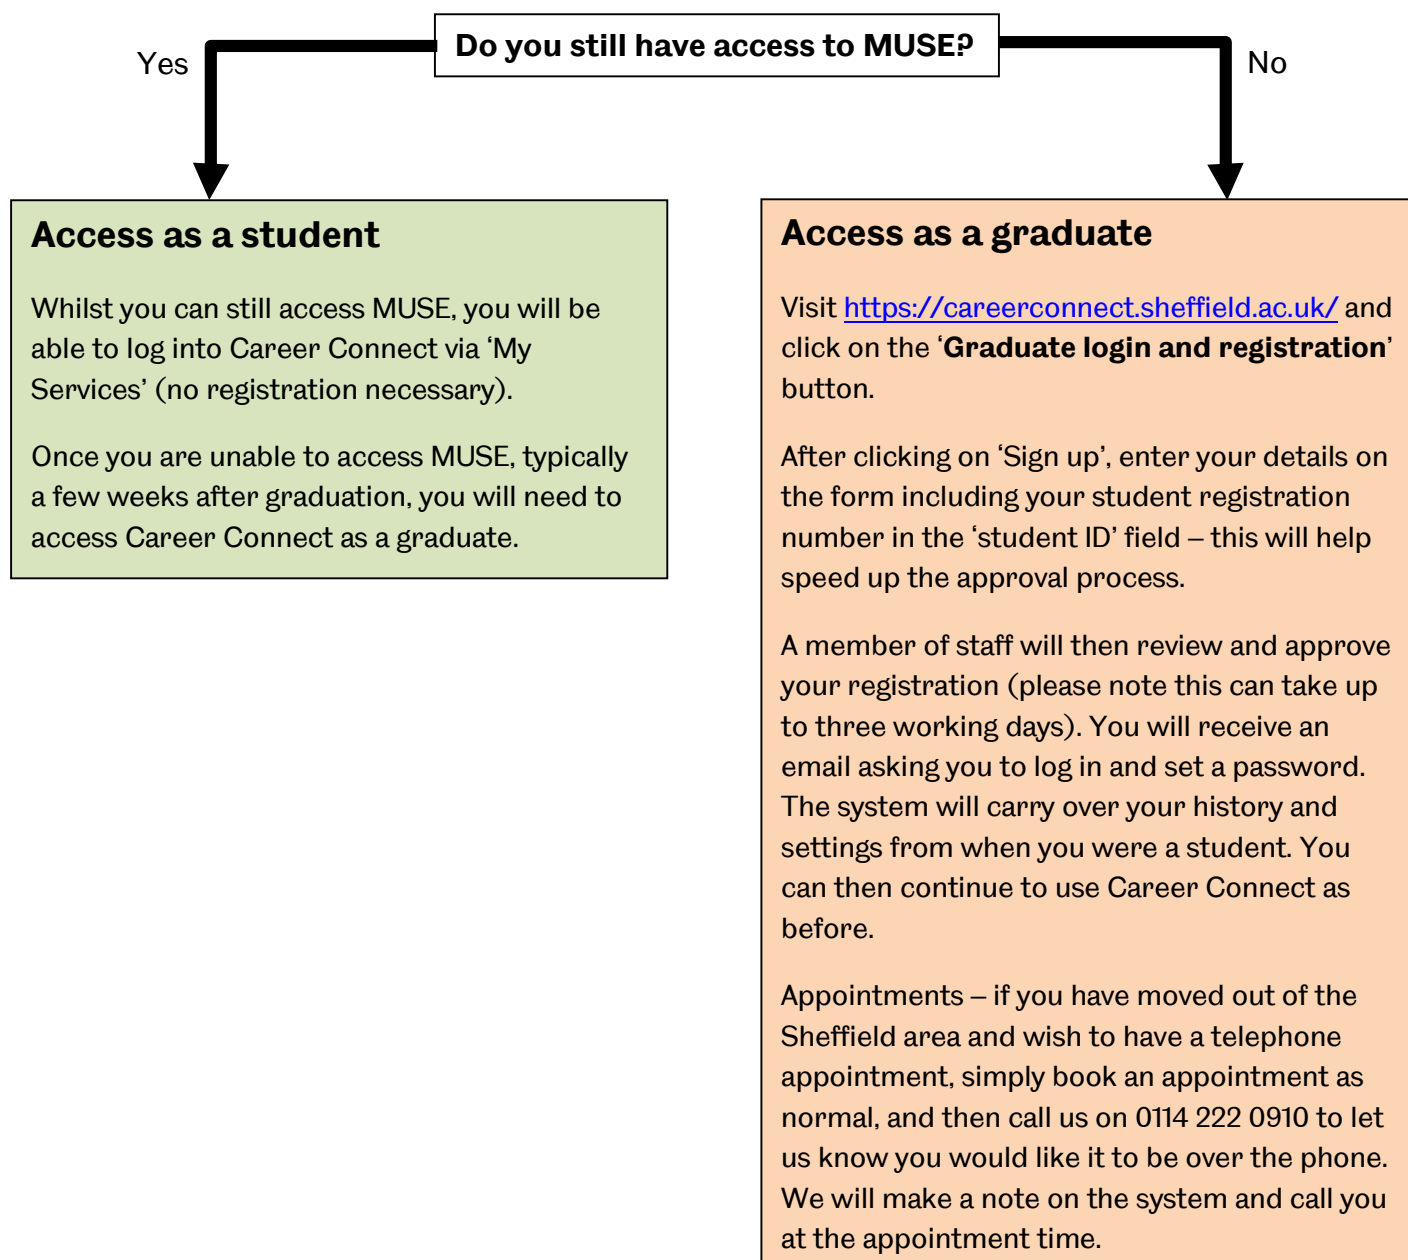 Do you still have access to MUSE?
Yes
No
Access as a student
Whilst you can still access MUSE, you will be
able to log into Career Connect via ‘My
Services’ (no registration necessary).
Once you are unable to access MUSE, typically
a few weeks after graduation, you will need to
access Career Connect as a graduate.
Access as a graduate
Visit https://careerconnect.sheffield.ac.uk/ and
click on the ‘Graduate login and registration’
button.
After clicking on ‘Sign up’, enter your details on
the form including your student registration
number in the ‘student ID’ field – this will help
speed up the approval process.
A member of staff will then review and approve
your registration (please note this can take up
to three working days). You will receive an
email asking you to log in and set a password.
The system will carry over your history and
settings from when you were a student. You
can then continue to use Career Connect as
before.
Appointments – if you have moved out of the
Sheffield area and wish to have a telephone
appointment, simply book an appointment as
normal, and then call us on 0114 222 0910 to let
us know you would like it to be over the phone.
We will make a note on the system and call you
at the appointment time.